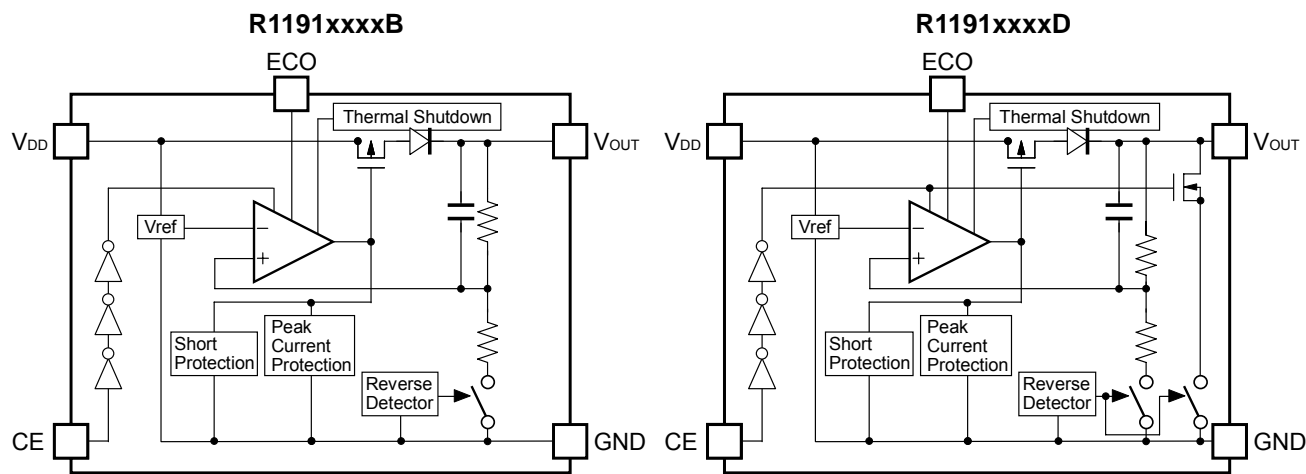 R1191xxxxB
ECO
Thermal Shutdown
VDD
VOUT
Vref
−
+
Short
Protection
Peak
Current
Protection
Reverse
Detector
CE
GND
R1191xxxxD
ECO
Thermal Shutdown
VDD
VOUT
Vref
−
+
Short
Protection
Peak
Current
Protection
Reverse
Detector
CE
GND